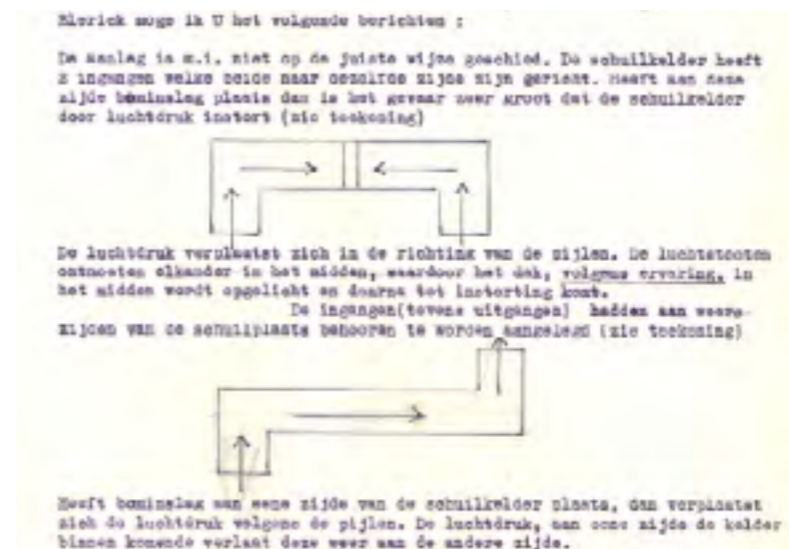 Blerick moge ik U het volgende berichten :
De aanleg is m.i. niet op de juiste wijze geschied. De schuilkelder heeft
2 ingangen welke beide naar dezelfde zijde zijn gericht. Heeft aan deze
zijde bominslag plaats dan is het gevaar zeer groot dat de schuilkelder
door luchtdruk instort (zie teekening)
De luchtdruk verplaatst zich in de richting van de pijlen. De luchtstooten
ontmoeten elkander in het midden, waardoor het dak, volgens ervaring, in
het midden wordt opgelicht en daarna tot instorting komt.
De ingangen(tevens uitgangen) hadden aan weers-
zijden van de schuilplaats behooren te worden aangelegd (zie teekening)
Heeft bominslag aan eene zijde van de schuilkelder plaats, dan verplaatst
zich de luchtdruk volgens de pijlen. De luchtdruk, aan eene zijde de kelder
binnen komende verlaat deze weer aan de andere zijde.